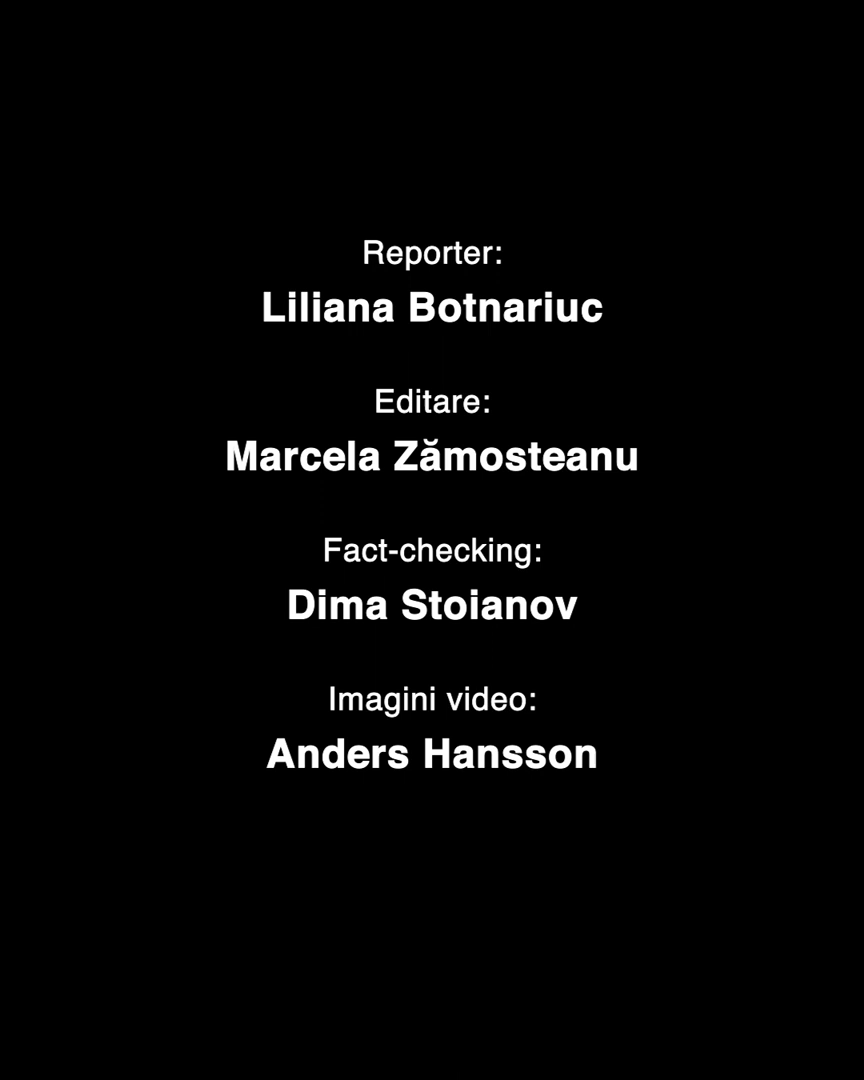 Reporter:
Liliana Botnariuc
Editare:
Marcela Zămosteanu
Fact-checking:
Dima Stoianov
Imagini video:
Anders Hansson